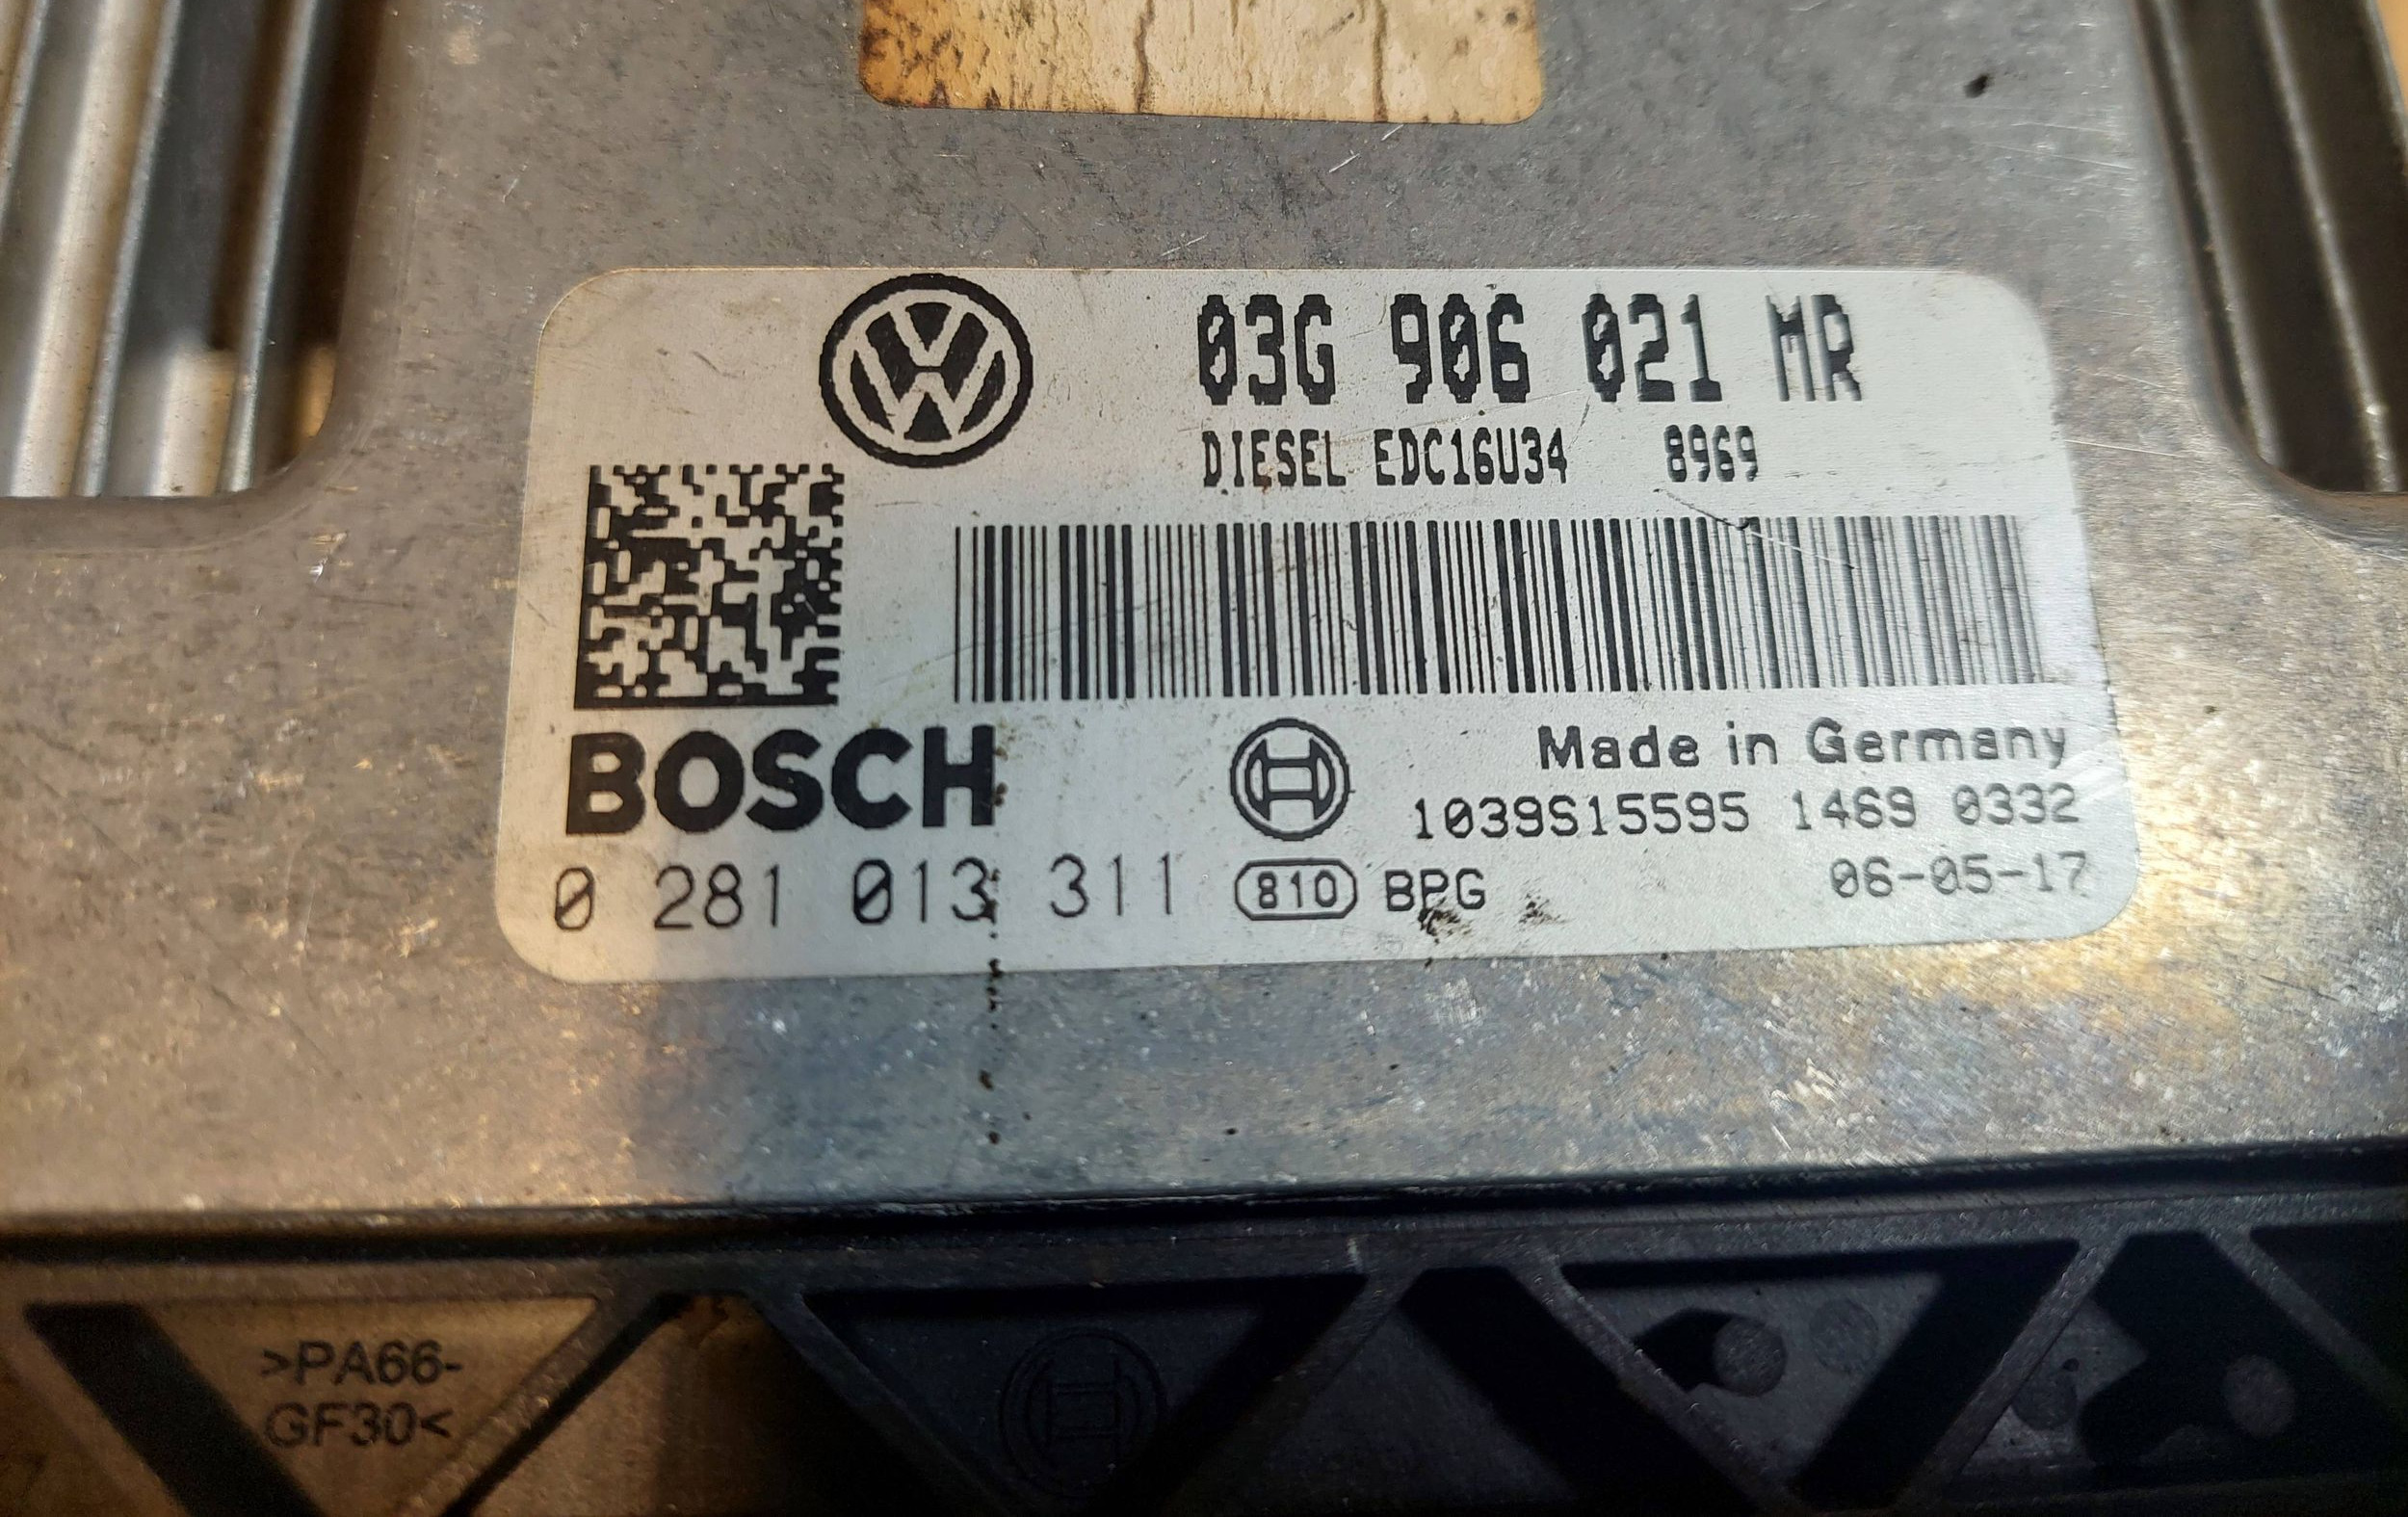 03G 906 021 MR
DIESEL EDC16U34 8969
BOSCH
Made in Germany
1039S15595 1469 0332
0 281 013 311 810 BPG 06-05-17
>PA66-
GF30<